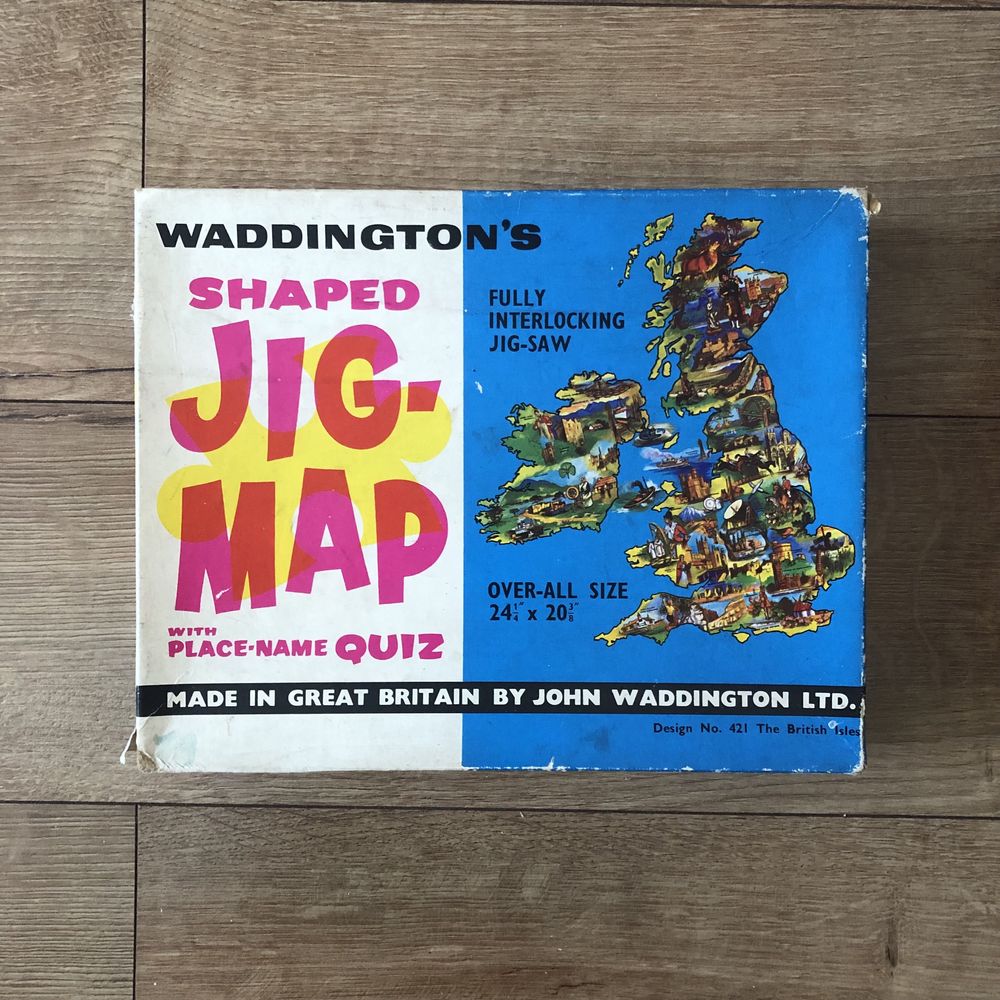 WADDINGTON'S
SHAPED
JIG-
MAP
WITH
PLACE-NAME QUIZ
FULLY
INTERLOCKING
JIG-SAW
OVER-ALL SIZE
24¼" x 20⅜"
MADE IN GREAT BRITAIN BY JOHN WADDINGTON LTD.
Design No. 421 The British Isles